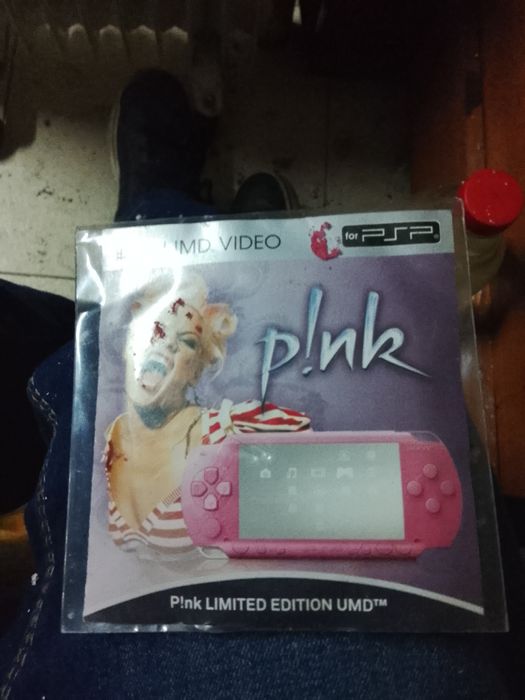 UMD VIDEO
for PSP
p!nk
P!nk LIMITED EDITION UMD™